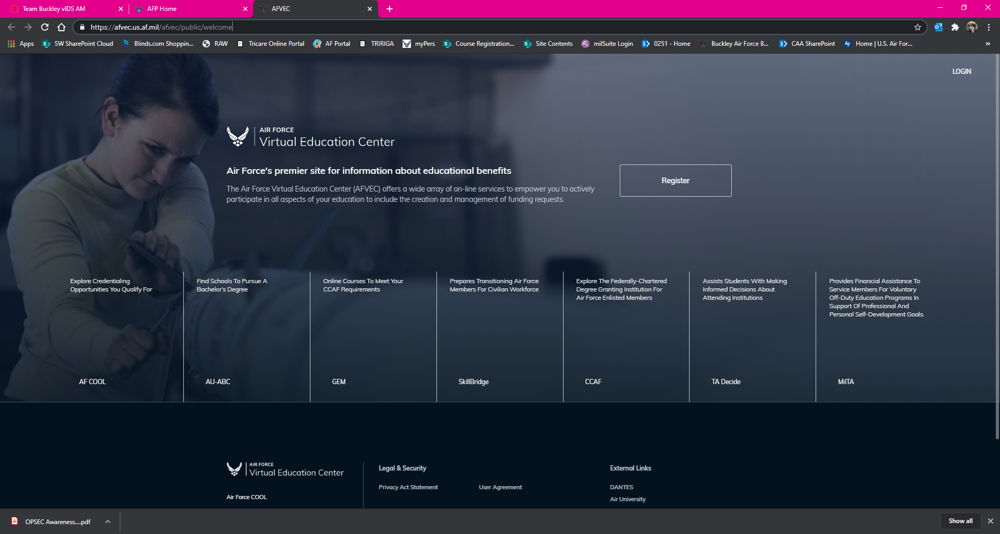 Team Buckley vIDS AM
AFP Home
AFVEC
https://afvec.us.af.mil/afvec/public/welcome
Apps
SW SharePoint Cloud
Blinds.com Shoppin...
RAW
Tricare Online Portal
AF Portal
TRIRIGA
myPers
Course Registration...
Site Contents
milSuite Login
0251 - Home
Buckley Air Force B...
CAA SharePoint
Home | U.S. Air For...
»
LOGIN
AIR FORCE
Virtual Education Center
Air Force's premier site for information about educational benefits
The Air Force Virtual Education Center (AFVEC) offers a wide array of on-line services to empower you to actively
participate in all aspects of your education to include the creation and management of funding requests.
Register
Explore Credentialing
Opportunities You Qualify For
AF COOL
Find Schools To Pursue A
Bachelor's Degree
AU-ABC
Online Courses To Meet Your
CCAF Requirements
GEM
Prepares Transitioning Air Force
Members For Civilian Workforce
SkillBridge
Explore The Federally-Chartered
Degree Granting Institution For
Air Force Enlisted Members
CCAF
Assists Students With Making
Informed Decisions About
Attending Institutions
TA Decide
Provides Financial Assistance To
Service Members For Voluntary
Off-Duty Education Programs In
Support Of Professional And
Personal Self-Development Goals.
MilTA
AIR FORCE
Virtual Education Center
Air Force COOL
Legal & Security
Privacy Act Statement
User Agreement
External Links
DANTES
Air University
OPSEC Awareness....pdf
Show all